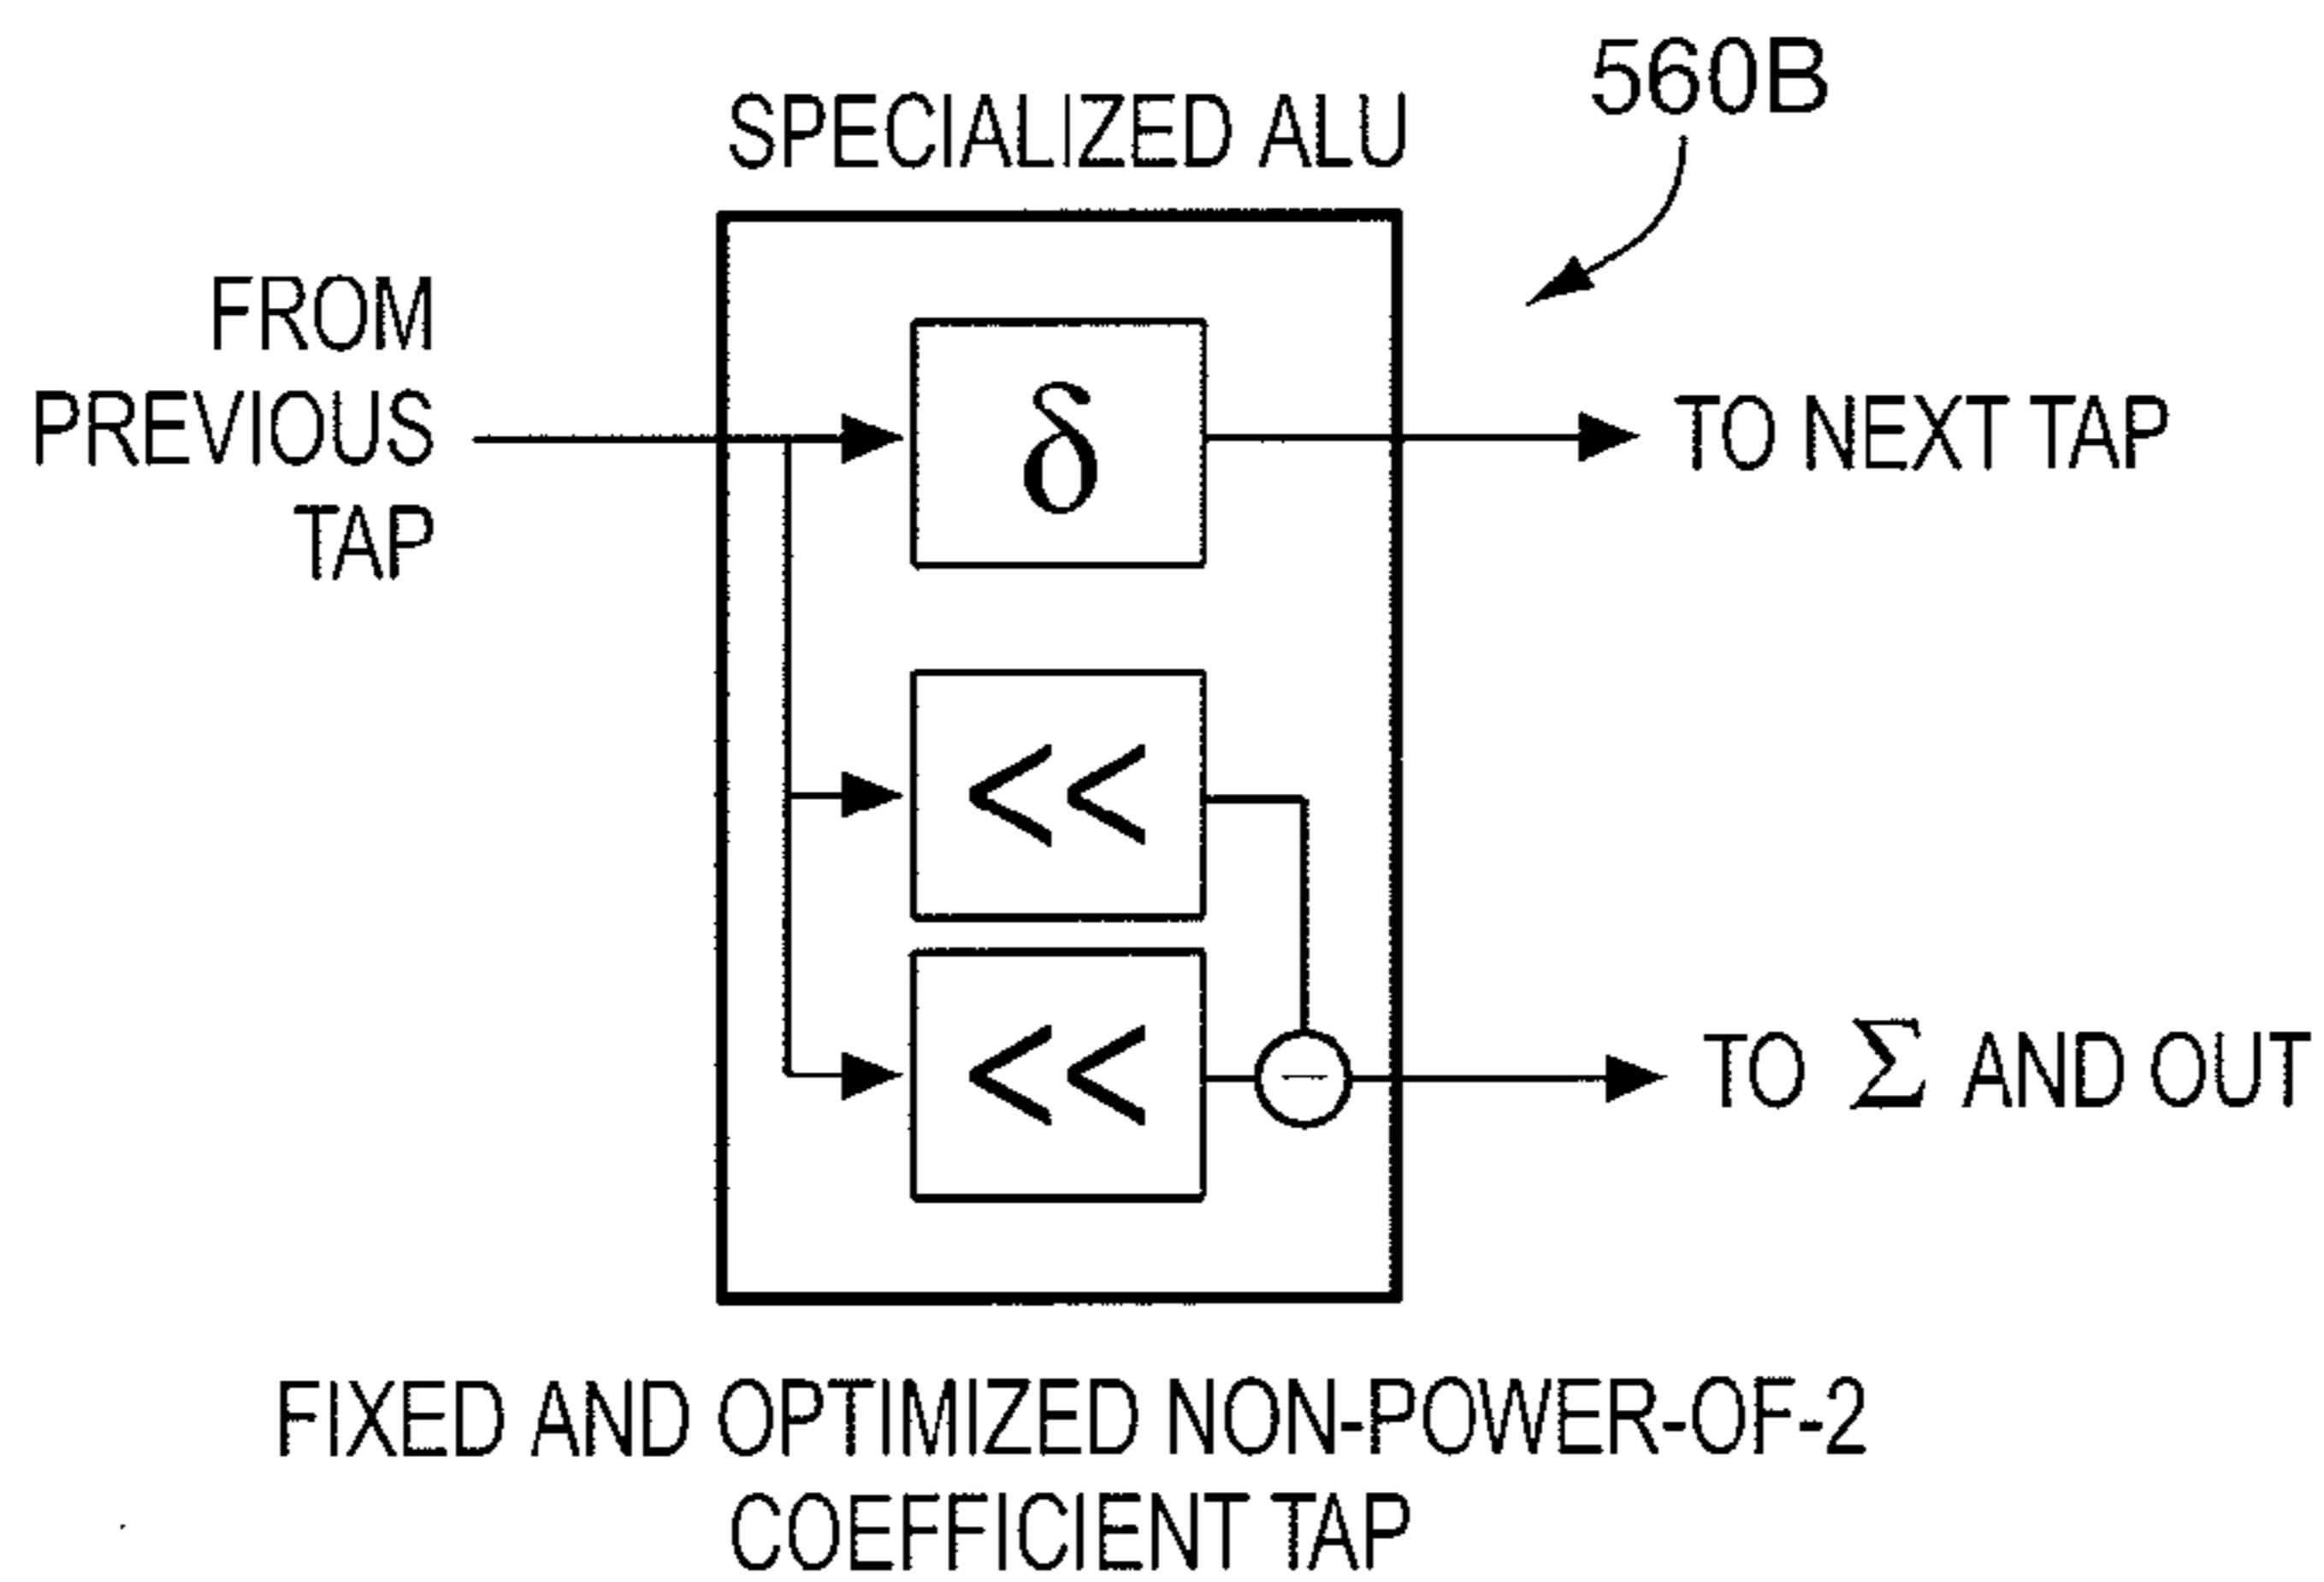 560B
SPECIALIZED ALU
FROM
PREVIOUS
TAP
δ
TO NEXT TAP
<<
<<
−
TO Σ AND OUT
FIXED AND OPTIMIZED NON-POWER-OF-2
COEFFICIENT TAP